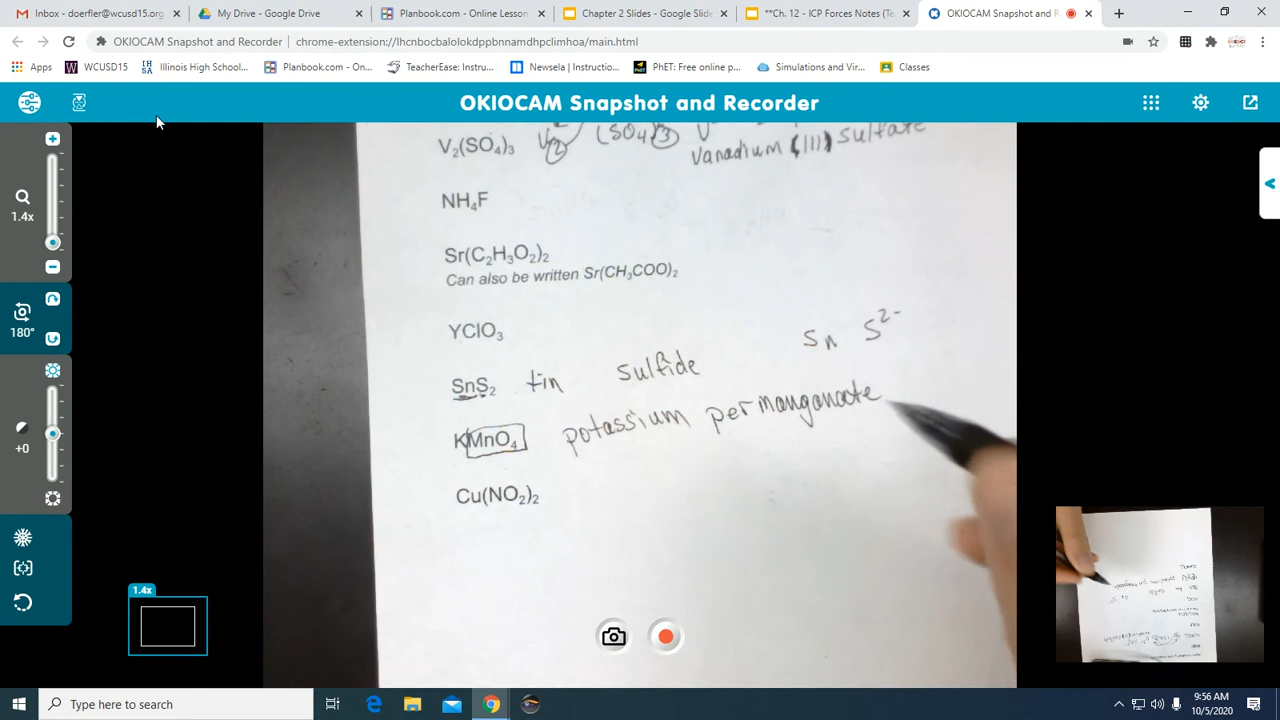 Inbox - doerfler@wcusd15.org
My Drive - Google Drive
Planbook.com - Online Lesson
Chapter 2 Slides - Google Slide
**Ch. 12 - ICP Forces Notes (Te
OKIOCAM Snapshot and R
OKIOCAM Snapshot and Recorder
chrome-extension://lhcnbocbalolokdppbnnamdhpclimhoa/main.html
Apps
WCUSD15
Illinois High School...
Planbook.com - On...
TeacherEase: Instru...
Newsela | Instructio...
PhET: Free online p...
Simulations and Vir...
Classes
OKIOCAM Snapshot and Recorder
1.4x
180°
+0
1.4x
V₂(SO₄)₃ V 2 (SO₄)3 V
Vanadium (III) sulfate
NH₄F
Sr(C₂H₃O₂)₂
Can also be written Sr(CH₃COO)₂
YClO₃
Sn S²⁻
SnS₂ tin sulfide
KMnO₄ potassium permanganate
Cu(NO₂)₂
Type here to search
9:56 AM
10/5/2020